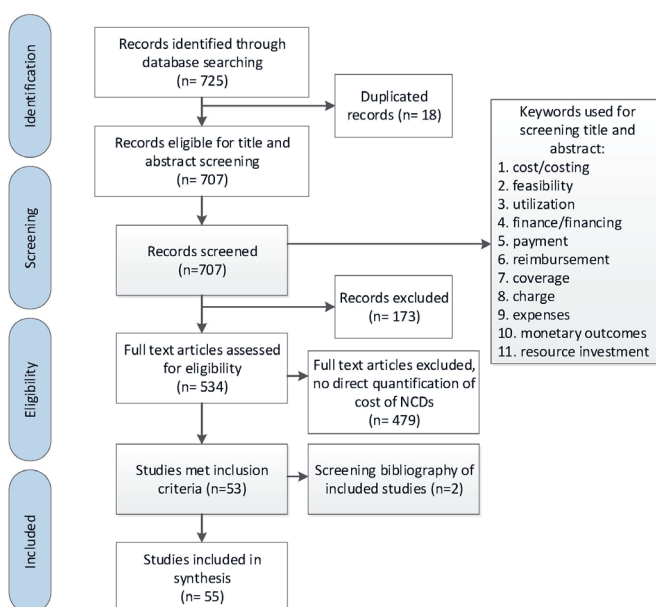 Identification
Records identified through
database searching
(n= 725)
Duplicated
records (n= 18)
Records eligible for title and
abstract screening
(n= 707)
Keywords used for
screening title and
abstract:
1. cost/costing
2. feasibility
3. utilization
4. finance/financing
5. payment
6. reimbursement
7. coverage
8. charge
9. expenses
10. monetary outcomes
11. resource investment
Screening
Records screened
(n=707)
Records excluded
(n= 173)
Eligibility
Full text articles assessed
for eligibility
(n= 534)
Full text articles excluded,
no direct quantification of
cost of NCDs
(n= 479)
Studies met inclusion
criteria (n=53)
Screening bibliography of
included studies (n=2)
Included
Studies included in
synthesis
(n= 55)